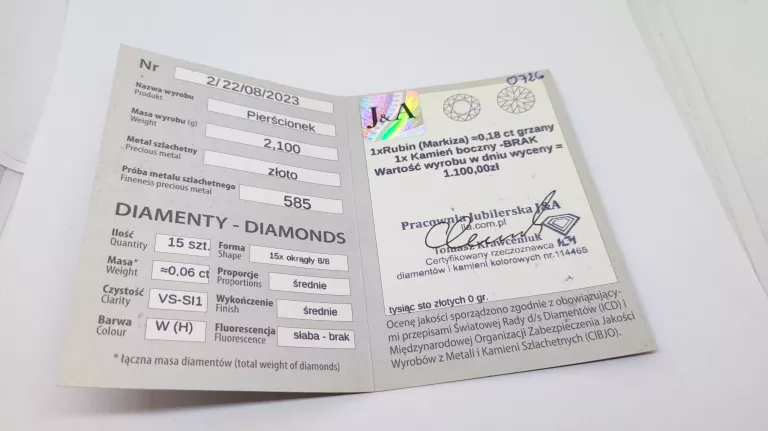 Nr 2/22/08/2023
Nazwa wyrobu Pierścionek
Produkt
Masa wyrobu (g) 2,100
Weight
Metal szlachetny złoto
Precious metal
Próba metalu szlachetnego 585
Fineness precious metal
DIAMENTY - DIAMONDS
Ilość 15 szt. Forma 15x okrągły 8/8
Quantity Shape
Masa* ≈0,06 ct Proporcje średnie
Weight Proportions
Czystość VS-SI1 Wykończenie średnie
Clarity Finish
Barwa W (H) Fluorescencja słaba - brak
Colour Fluorescence
* łączna masa diamentów (total weight of diamonds)
0726
J&A
1xRubin (Markiza) ≈0,18 ct grzany
1x Kamień boczny -BRAK
Wartość wyrobu w dniu wyceny =
1.100,00zł
Pracownia Jubilerska J&A
jia.com.pl
Tomasz Krawceniuk
Certyfikowany rzeczoznawca
diamentów i kamieni kolorowych nr.114465
tysiąc sto złotych 0 gr.
Ocenę jakości sporządzono zgodnie z obowiązujący-
mi przepisami Światowej Rady d/s Diamentów (ICD) i
Międzynarodowej Organizacji Zabezpieczenia Jakości
Wyrobów z Metali i Kamieni Szlachetnych (CIBJO).